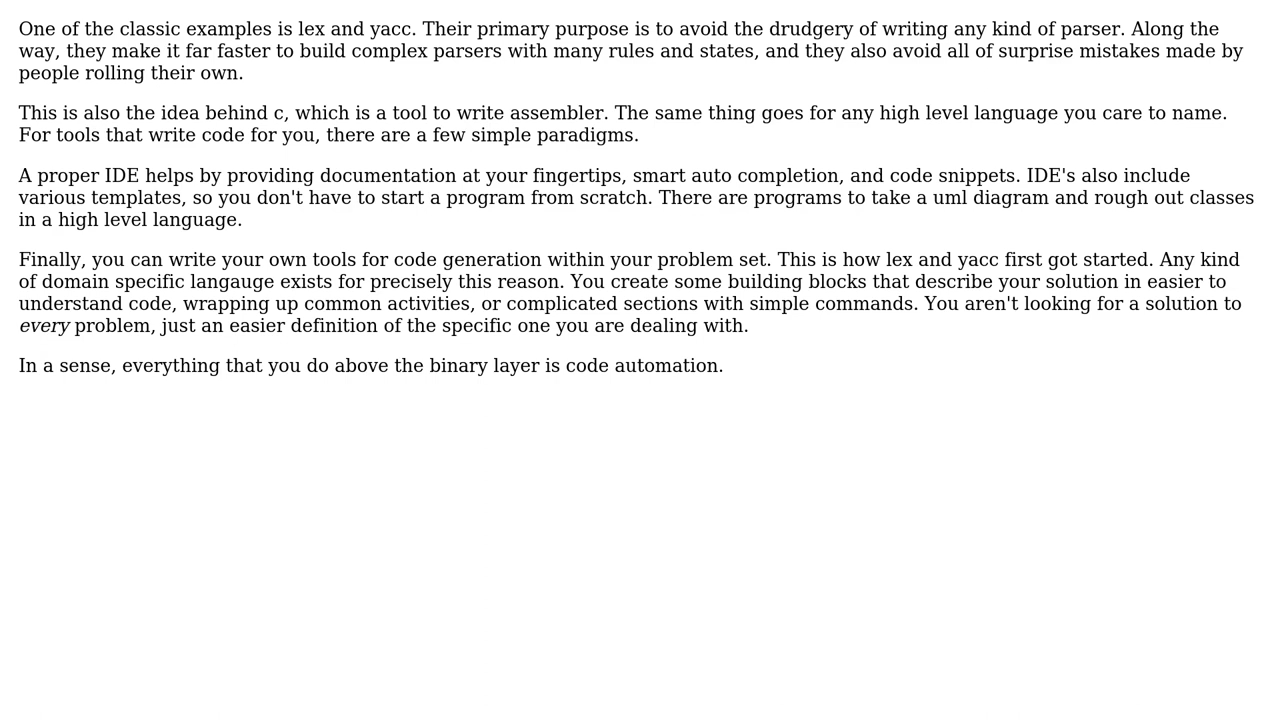 One of the classic examples is lex and yacc. Their primary purpose is to avoid the drudgery of writing any kind of parser. Along the
way, they make it far faster to build complex parsers with many rules and states, and they also avoid all of surprise mistakes made by
people rolling their own.
This is also the idea behind c, which is a tool to write assembler. The same thing goes for any high level language you care to name.
For tools that write code for you, there are a few simple paradigms.
A proper IDE helps by providing documentation at your fingertips, smart auto completion, and code snippets. IDE's also include
various templates, so you don't have to start a program from scratch. There are programs to take a uml diagram and rough out classes
in a high level language.
Finally, you can write your own tools for code generation within your problem set. This is how lex and yacc first got started. Any kind
of domain specific langauge exists for precisely this reason. You create some building blocks that describe your solution in easier to
understand code, wrapping up common activities, or complicated sections with simple commands. You aren't looking for a solution to
every problem, just an easier definition of the specific one you are dealing with.
In a sense, everything that you do above the binary layer is code automation.